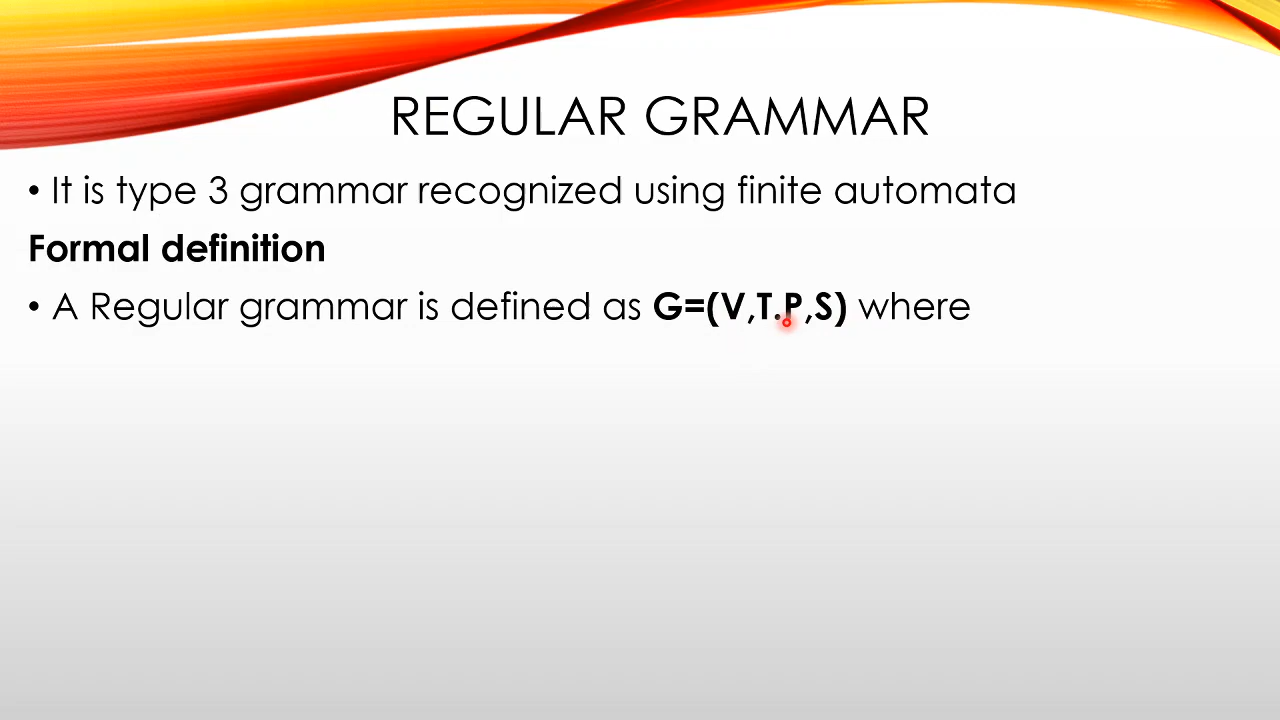 REGULAR GRAMMAR
• It is type 3 grammar recognized using finite automata
Formal definition
• A Regular grammar is defined as G=(V,T.P,S) where